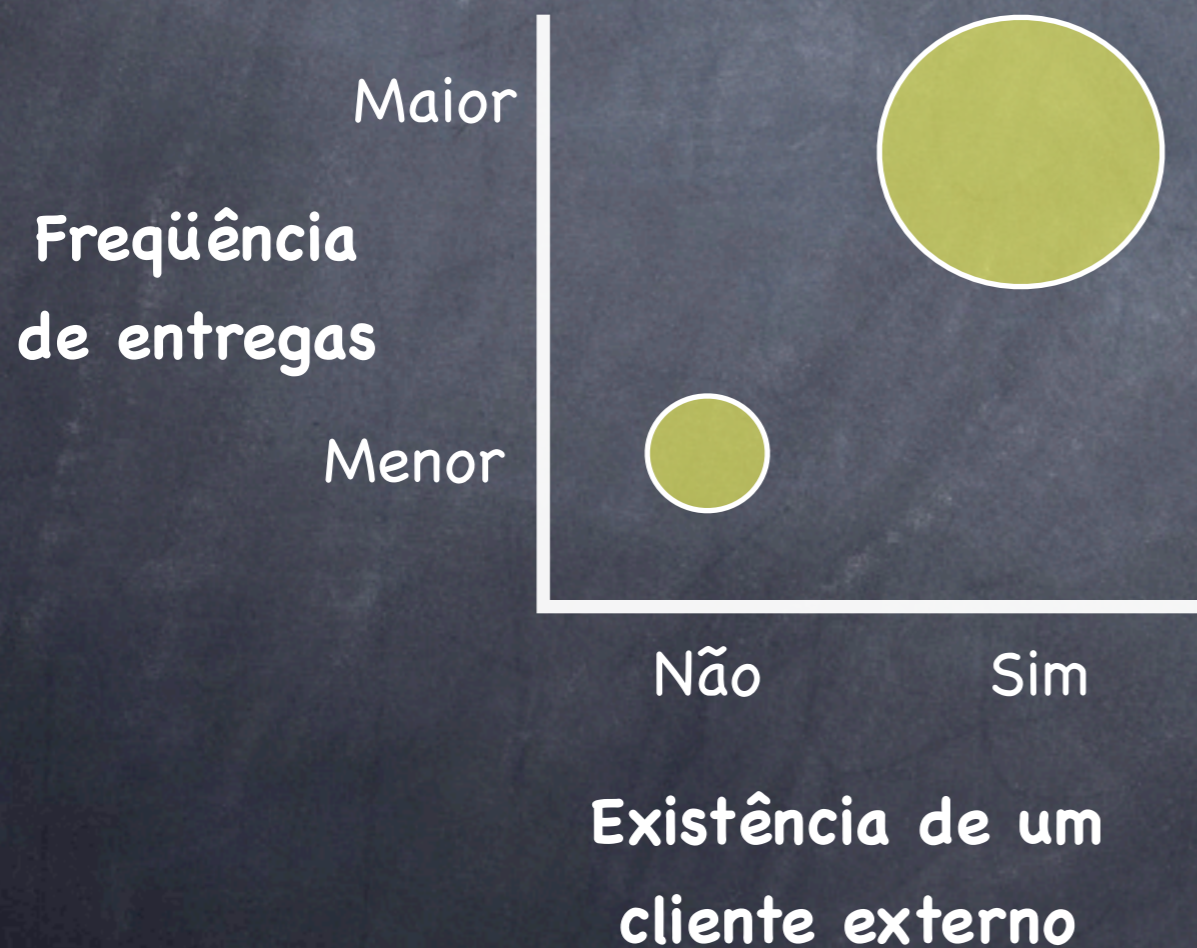 Maior
Freqüência
de entregas
Menor
Não Sim
Existência de um
cliente externo